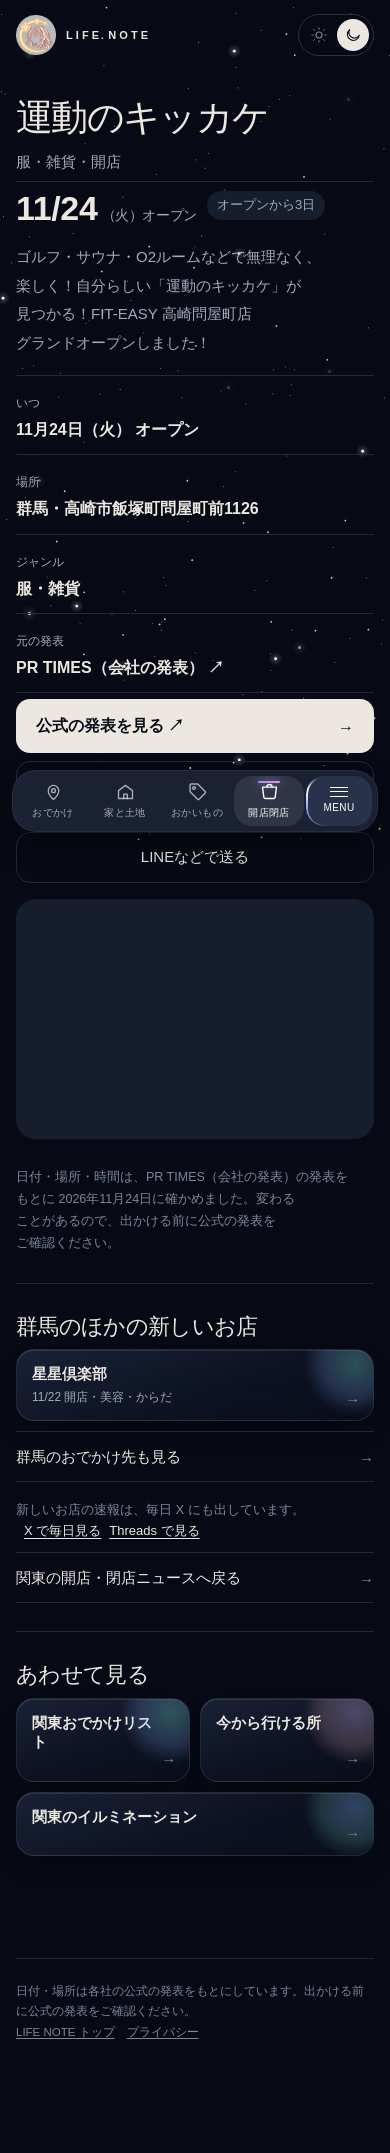 LIFE.NOTE
運動のキッカケ
服・雑貨・開店
11/24 （火）オープン オープンから3日
ゴルフ・サウナ・O2ルームなどで無理なく、
楽しく！自分らしい「運動のキッカケ」が
見つかる！FIT-EASY 高崎問屋町店
グランドオープンしました！
いつ
11月24日（火） オープン
場所
群馬・高崎市飯塚町問屋町前1126
ジャンル
服・雑貨
元の発表
PR TIMES（会社の発表） ↗
公式の発表を見る ↗ →
おでかけ 家と土地 おかいもの 開店閉店 MENU
LINEなどで送る
日付・場所・時間は、PR TIMES（会社の発表）の発表を
もとに 2026年11月24日に確かめました。変わる
ことがあるので、出かける前に公式の発表を
ご確認ください。
群馬のほかの新しいお店
星星倶楽部
11/22 開店・美容・からだ →
群馬のおでかけ先も見る →
新しいお店の速報は、毎日 X にも出しています。
X で毎日見る Threads で見る
関東の開店・閉店ニュースへ戻る →
あわせて見る
関東おでかけリス
ト →
今から行ける所 →
関東のイルミネーション →
日付・場所は各社の公式の発表をもとにしています。出かける前
に公式の発表をご確認ください。
LIFE NOTE トップ プライバシー